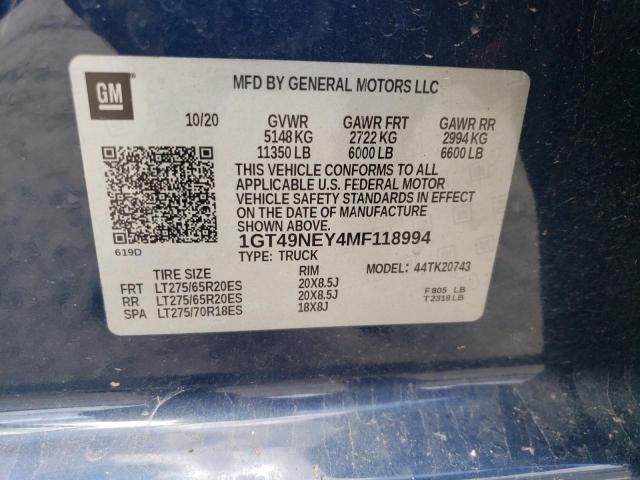 GM
MFD BY GENERAL MOTORS LLC
10/20 GVWR GAWR FRT GAWR RR
5148 KG 2722 KG 2994 KG
11350 LB 6000 LB 6600 LB
THIS VEHICLE CONFORMS TO ALL
APPLICABLE U.S. FEDERAL MOTOR
VEHICLE SAFETY STANDARDS IN EFFECT
ON THE DATE OF MANUFACTURE
SHOWN ABOVE.
1GT49NEY4MF118994
619D
TYPE: TRUCK
TIRE SIZE RIM MODEL: 44TK20743
FRT LT275/65R20ES 20X8.5J F 805 LB
RR LT275/65R20ES 20X8.5J T 2318 LB
SPA LT275/70R18ES 18X8J